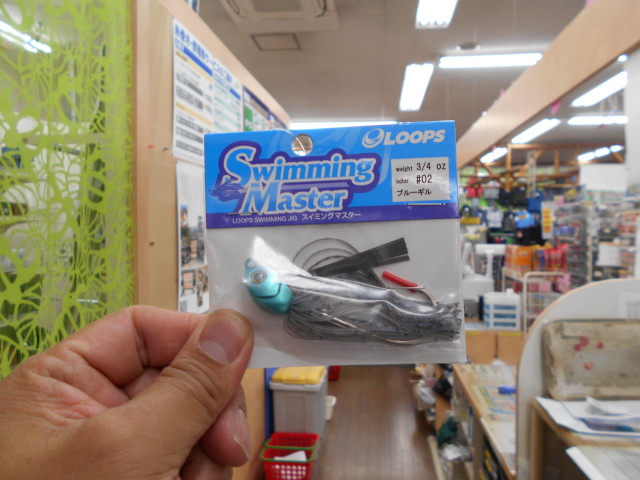 LOOPS
Swimming
Master
LOOPS SWIMMING JIG スイミングマスター
weight 3/4 oz
color #02
ブルーギル